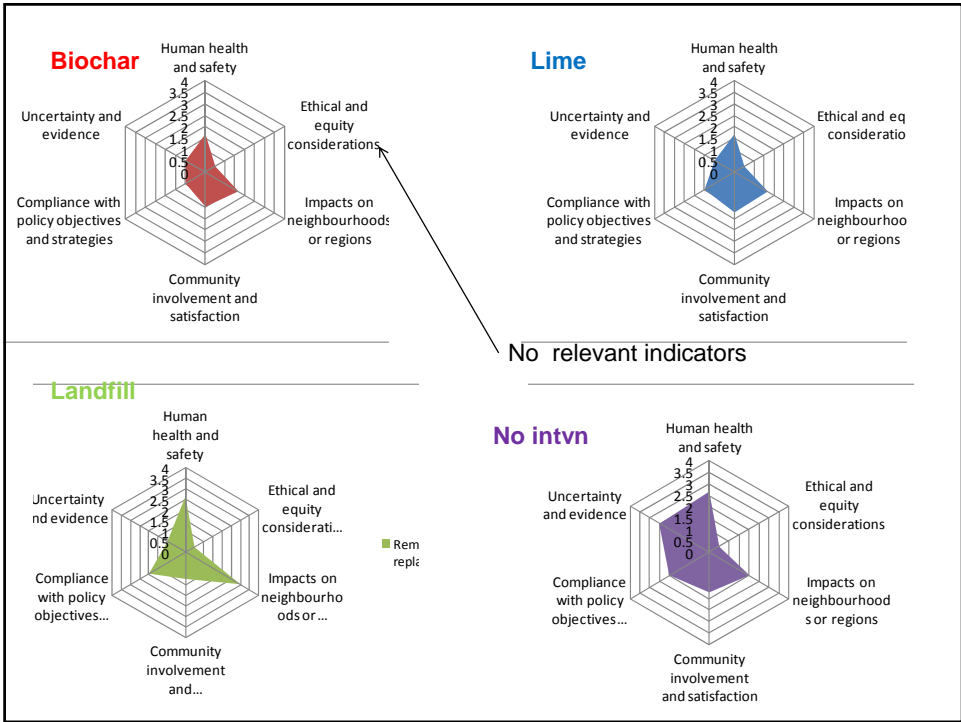 Biochar
Human health
and safety
4
3.5
3
2.5
2
1.5
1
0.5
0
Ethical and
equity
considerations
Impacts on
neighbourhoods
or regions
Community
involvement and
satisfaction
Compliance with
policy objectives
and strategies
Uncertainty and
evidence
Lime
Human health
and safety
4
3.5
3
2.5
2
1.5
1
0.5
0
Ethical and eq
consideratio
Impacts on
neighbourhoo
or regions
Community
involvement and
satisfaction
Compliance with
policy objectives
and strategies
Uncertainty and
evidence
No relevant indicators
Landfill
Human
health and
safety
4
3.5
3
2.5
2
1.5
1
0.5
0
Ethical and
equity
considerati...
Impacts on
neighbourho
ods or ...
Community
involvement
and...
Compliance
with policy
objectives...
Uncertainty
and evidence
Rem
repla
No intvn
Human health
and safety
4
3.5
3
2.5
2
1.5
1
0.5
0
Ethical and
equity
considerations
Impacts on
neighbourhood
s or regions
Community
involvement
and satisfaction
Compliance
with policy
objectives...
Uncertainty
and evidence